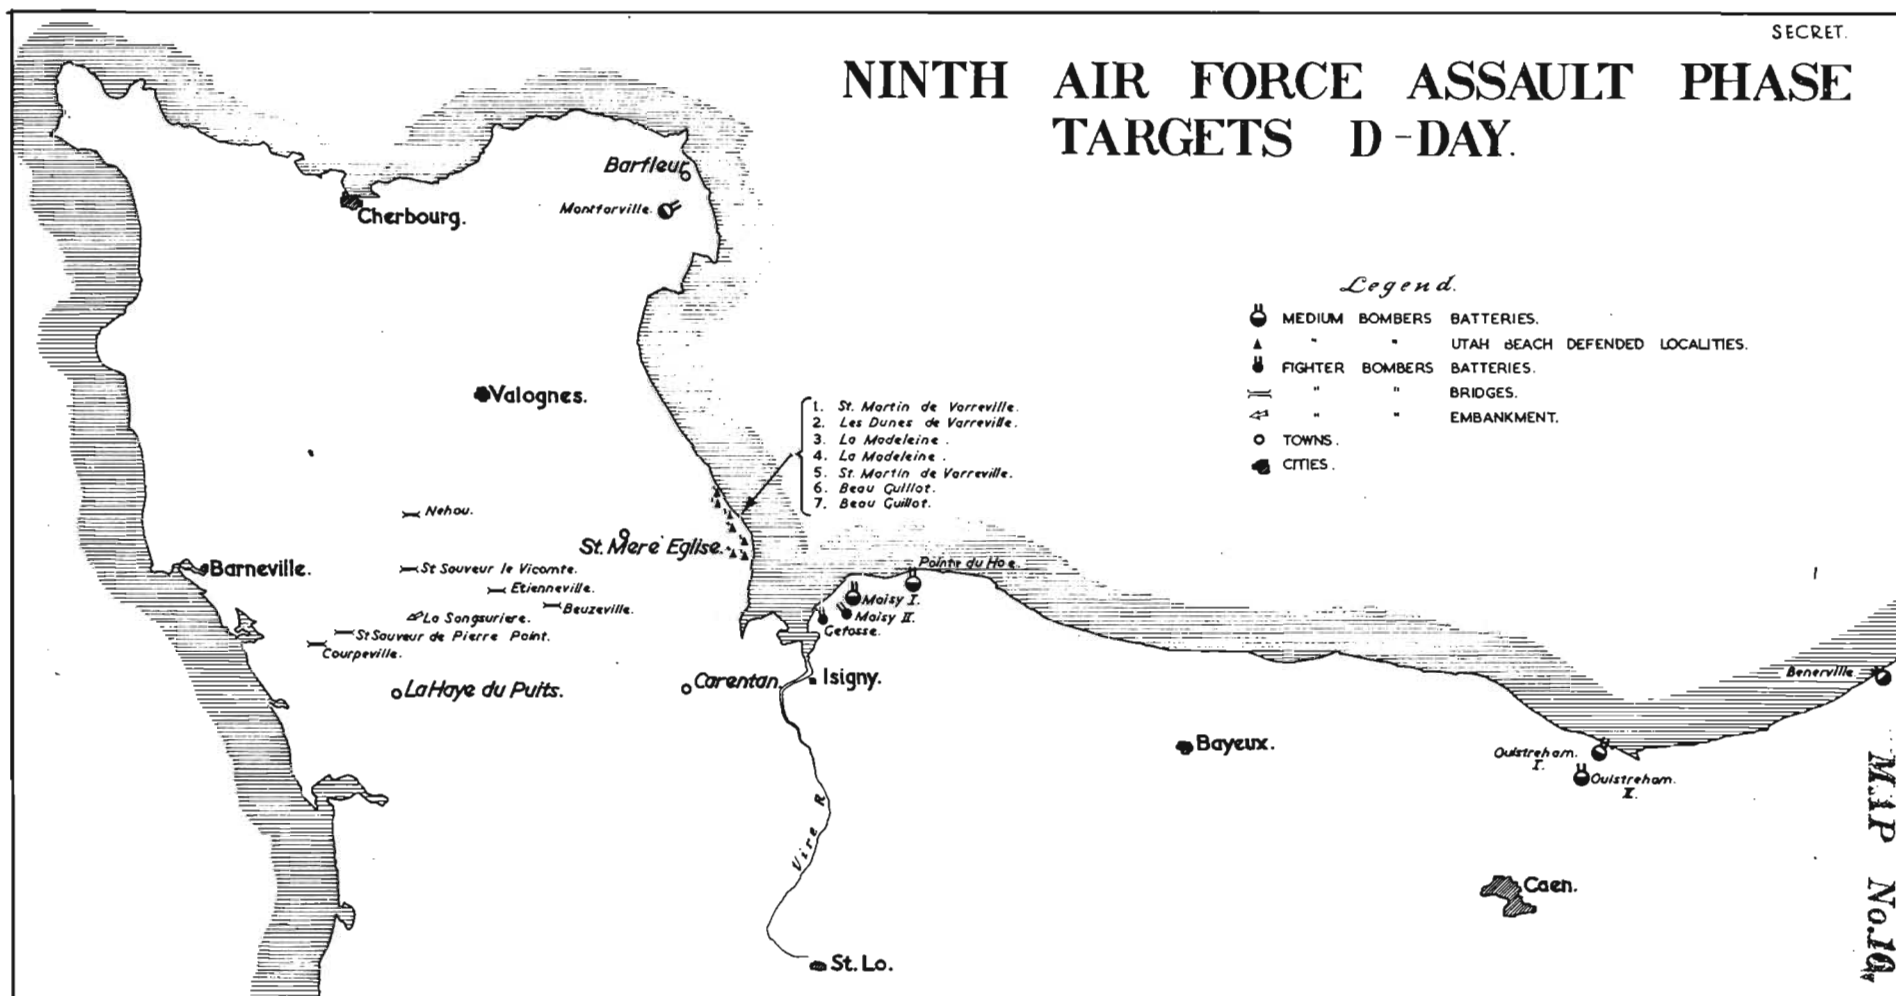 SECRET.
NINTH AIR FORCE ASSAULT PHASE
TARGETS D-DAY.
Barfleur.
Montfarville.
Cherbourg.
Legend.
MEDIUM BOMBERS BATTERIES.
" " UTAH BEACH DEFENDED LOCALITIES.
FIGHTER BOMBERS BATTERIES.
" " BRIDGES.
" " EMBANKMENT.
TOWNS.
CITIES.
Valognes.
1. St. Martin de Varreville.
2. Les Dunes de Varreville.
3. La Madeleine.
4. La Madeleine.
5. St. Martin de Varreville.
6. Beau Guillot.
7. Beau Guillot.
Nehou.
St. Meré Eglise.
Barneville.
St Souveur le Vicomte.
Etienneville.
Beuzeville.
La Sangsuriere.
St Souveur de Pierre Point.
Courpeville.
Pointe du Hoe.
Maisy I.
Maisy II.
Gefosse.
La Haye du Puits.
Carentan.
Isigny.
Benerville
Bayeux.
Ouistreham.
I.
Ouistreham.
II.
Vire R
Caen.
St. Lo.
MAP No.10